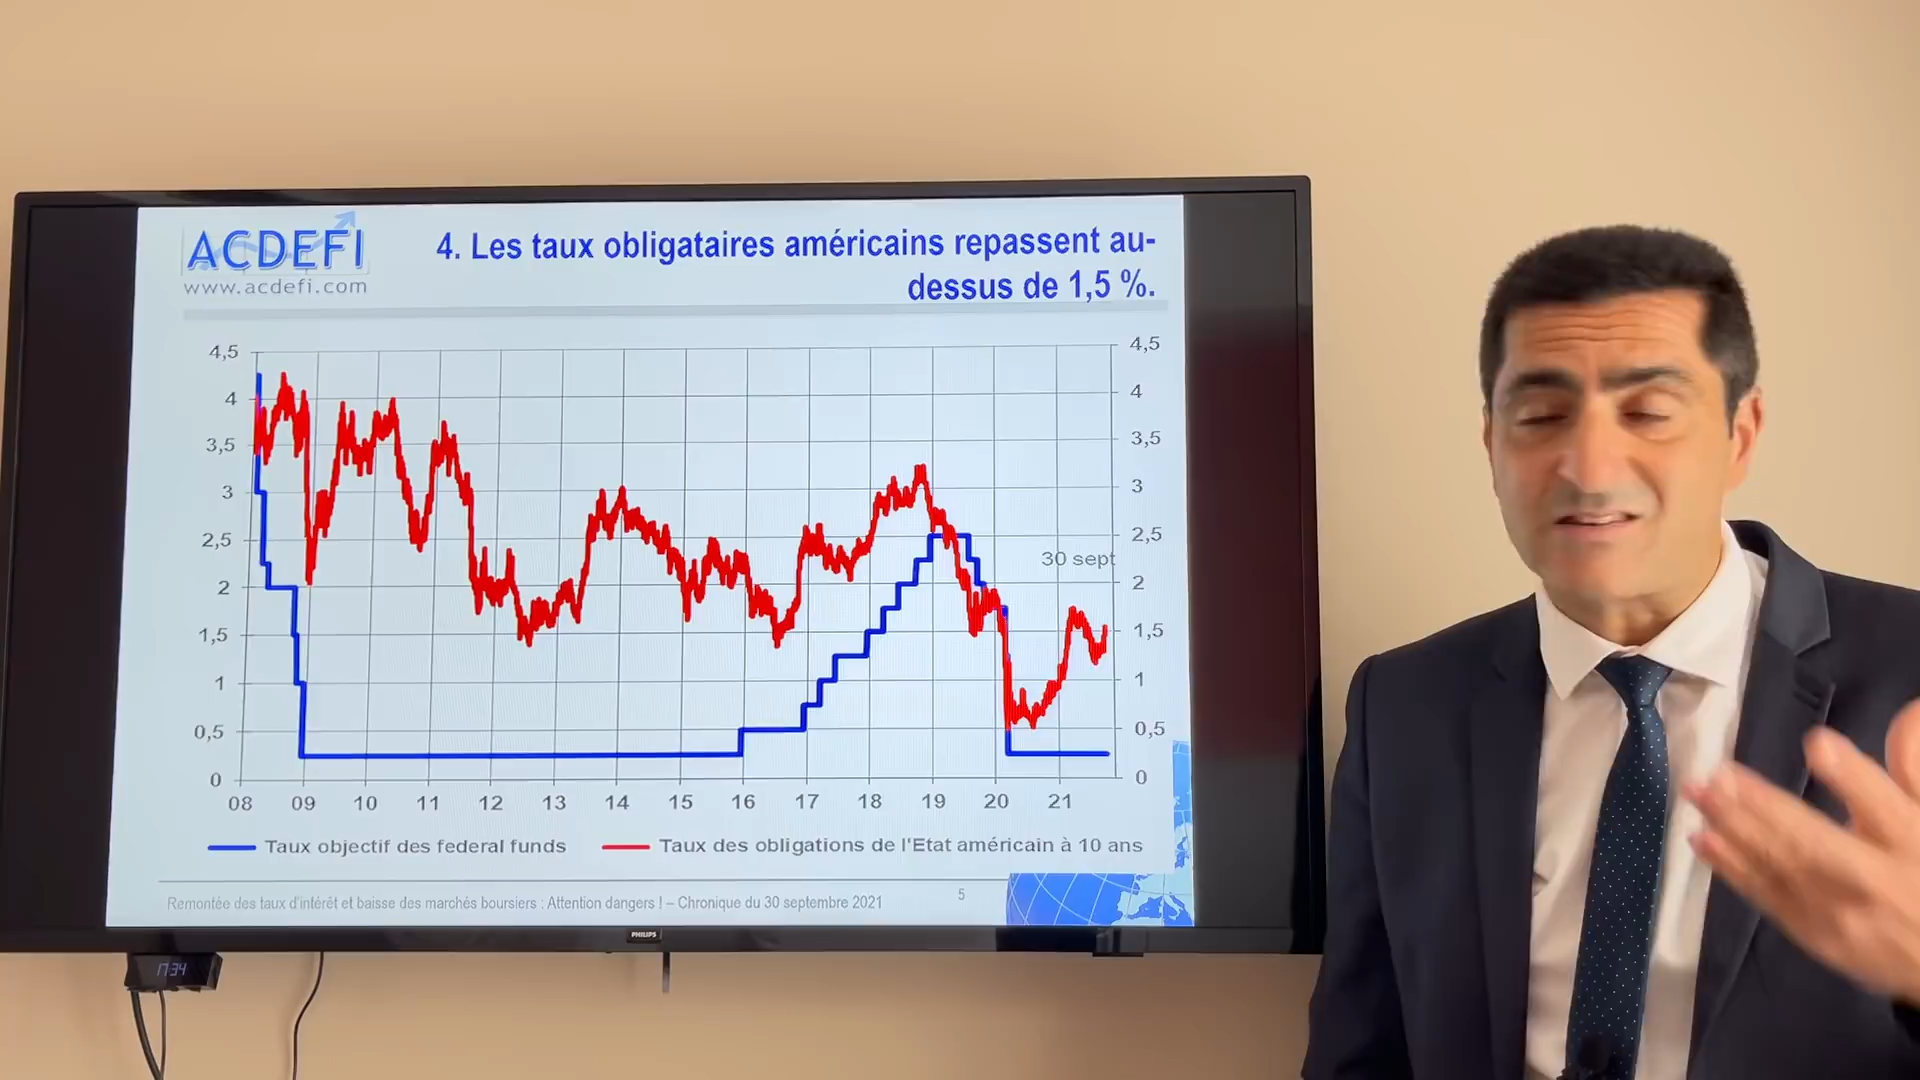 ACDEFI
www.acdefi.com
4. Les taux obligataires américains repassent au-
dessus de 1,5 %.
4,5
4
3,5
3
2,5
2
1,5
1
0,5
0
4,5
4
3,5
3
2,5
2
1,5
1
0,5
0
30 sept
08 09 10 11 12 13 14 15 16 17 18 19 20 21
Taux objectif des federal funds
Taux des obligations de l'Etat américain à 10 ans
Remontée des taux d'intérêt et baisse des marchés boursiers : Attention dangers ! – Chronique du 30 septembre 2021
5
PHILIPS
17:34